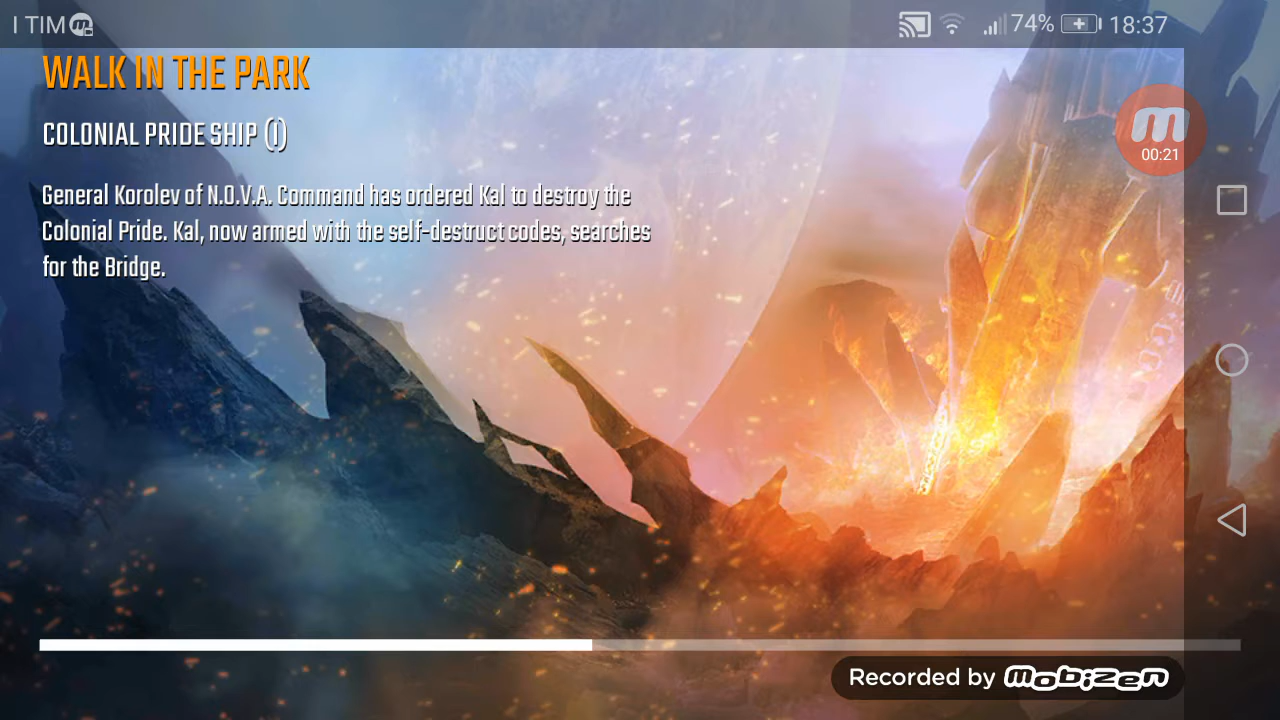 I TIM
74% 18:37
WALK IN THE PARK
00:21
COLONIAL PRIDE SHIP (I)
General Korolev of N.O.V.A. Command has ordered Kal to destroy the
Colonial Pride. Kal, now armed with the self-destruct codes, searches
for the Bridge.
Recorded by mobizen